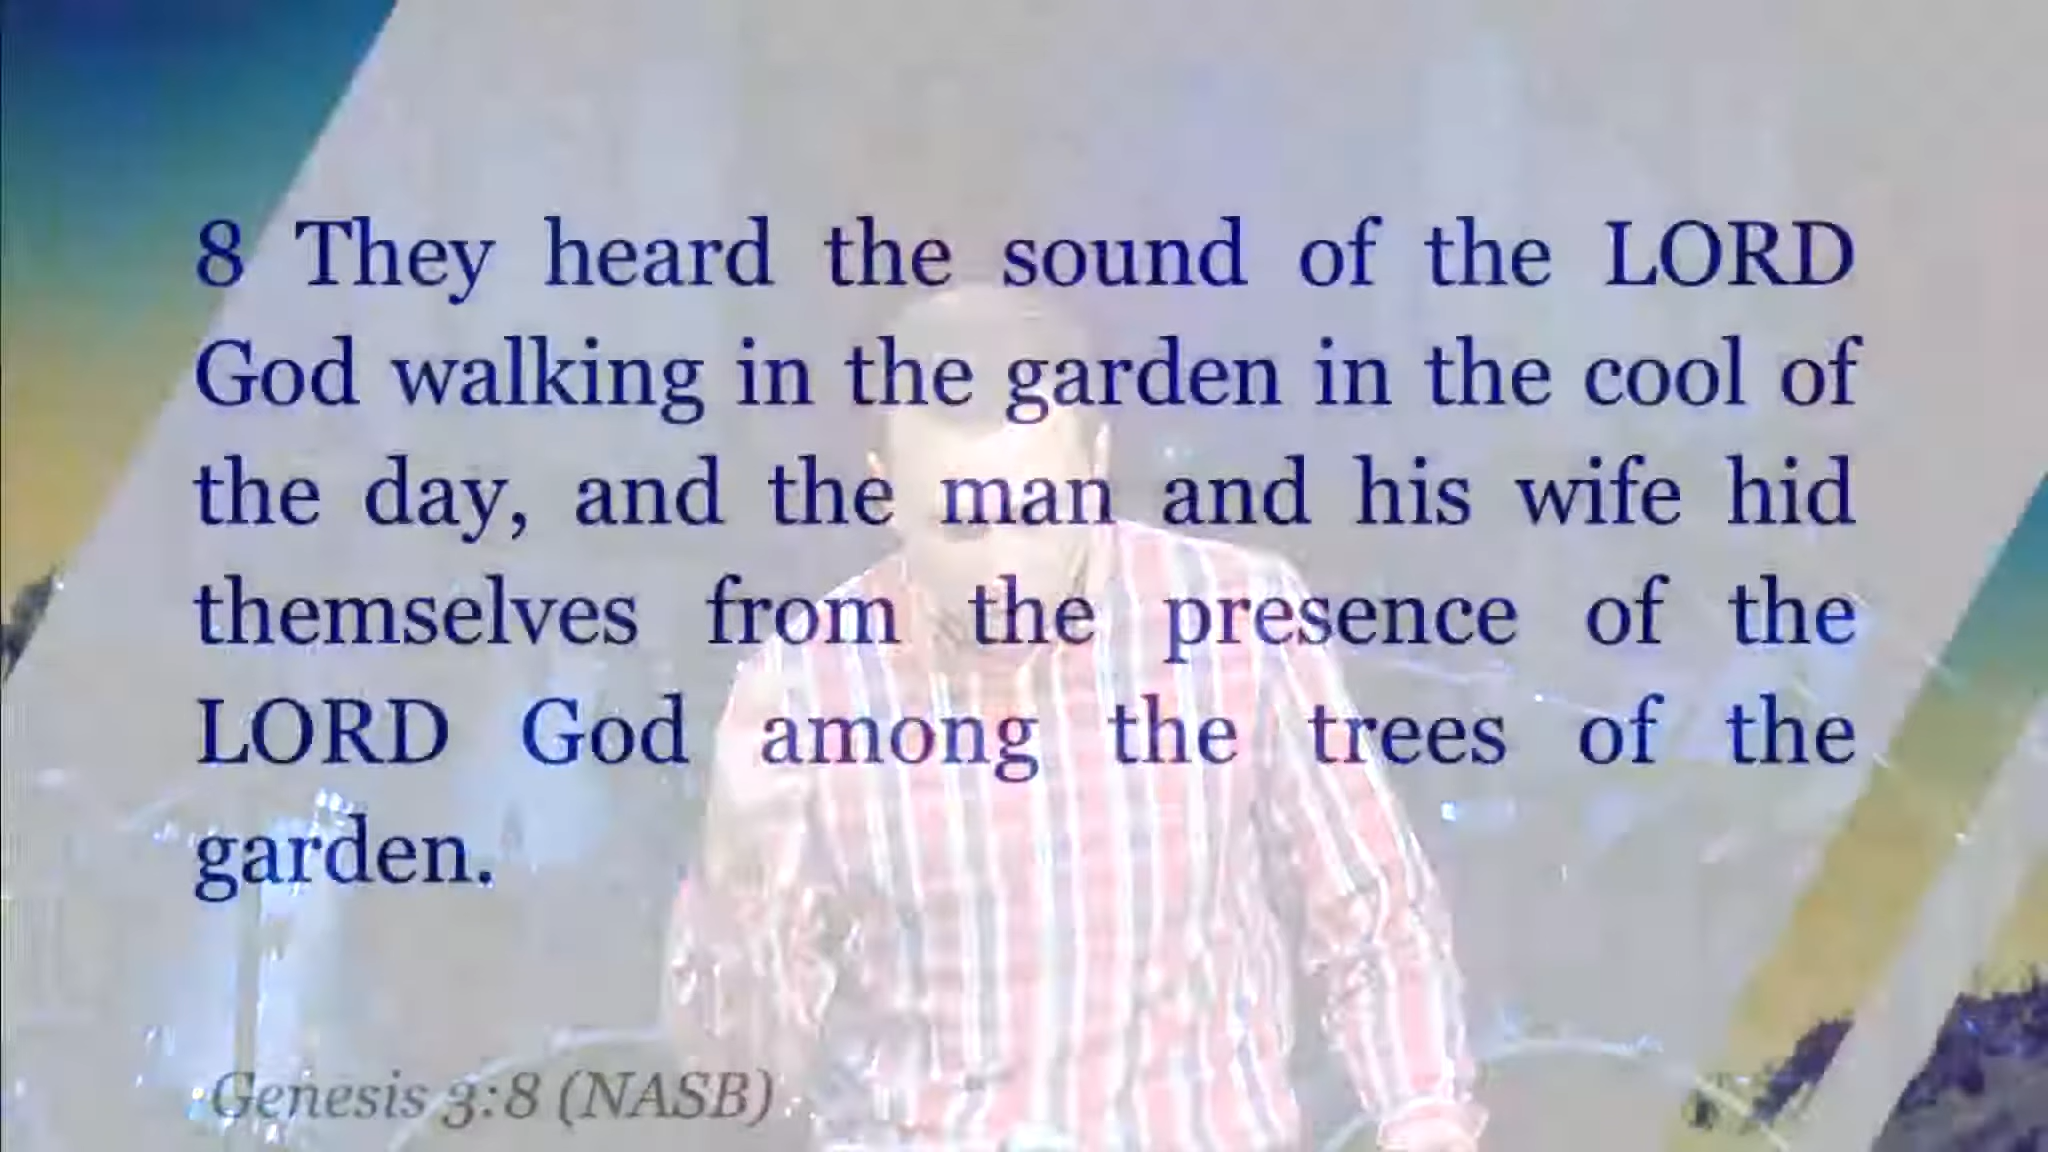 8 They heard the sound of the LORD
God walking in the garden in the cool of
the day, and the man and his wife hid
themselves from the presence of the
LORD God among the trees of the
garden.
Genesis 3:8 (NASB)